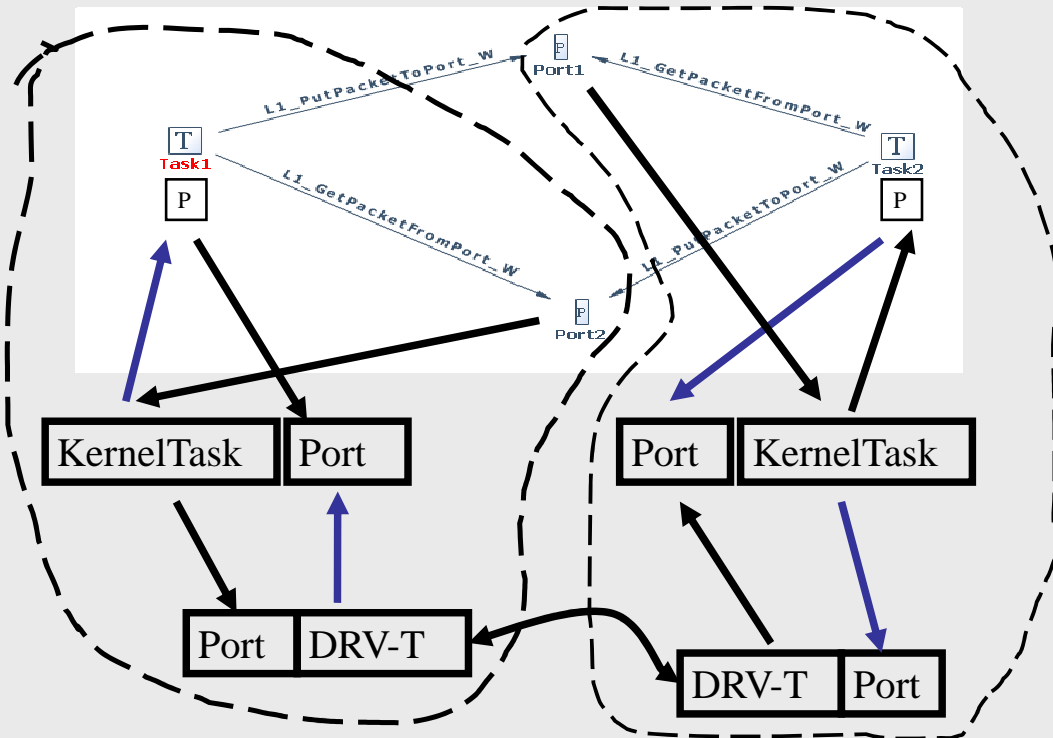 P
Port1
L1_PutPacketToPort_W
L1_GetPacketFromPort_W
T
Task1
P
T
Task2
P
L1_GetPacketFromPort_W
L1_PutPacketToPort_W
P
Port2
KernelTask
Port
Port
KernelTask
Port
DRV-T
DRV-T
Port